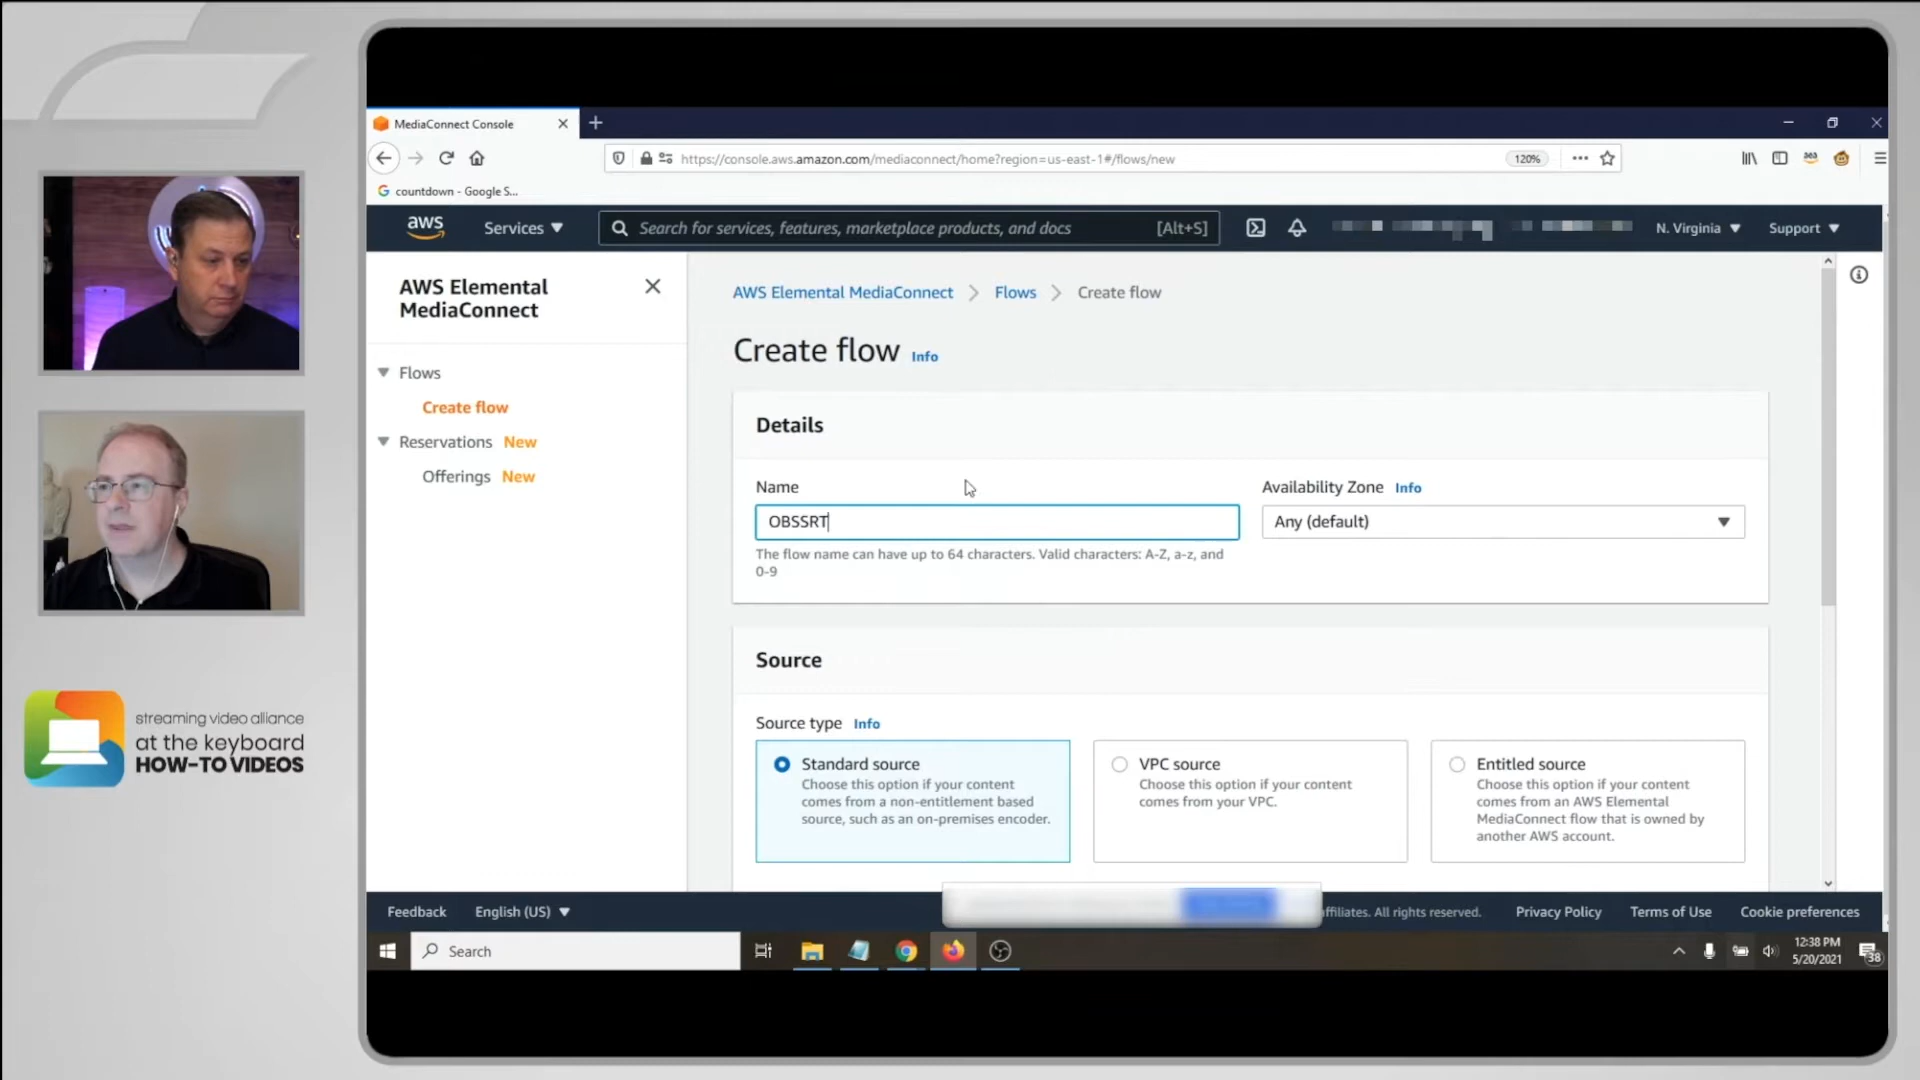 MediaConnect Console
https://console.aws.amazon.com/mediaconnect/home?region=us-east-1#/flows/new
120%
countdown - Google S...
aws
Services
Search for services, features, marketplace products, and docs
[Alt+S]
N. Virginia
Support
AWS Elemental
MediaConnect
Flows
Create flow
Reservations New
Offerings New
AWS Elemental MediaConnect > Flows > Create flow
Create flow Info
Details
Name
OBSSRT
The flow name can have up to 64 characters. Valid characters: A-Z, a-z, and
0-9
Availability Zone Info
Any (default)
Source
Source type Info
Standard source
Choose this option if your content
comes from a non-entitlement based
source, such as an on-premises encoder.
VPC source
Choose this option if your content
comes from your VPC.
Entitled source
Choose this option if your content
comes from an AWS Elemental
MediaConnect flow that is owned by
another AWS account.
Feedback
English (US)
affiliates. All rights reserved.
Privacy Policy
Terms of Use
Cookie preferences
Search
12:38 PM
5/20/2021
38
streaming video alliance
at the keyboard
HOW-TO VIDEOS